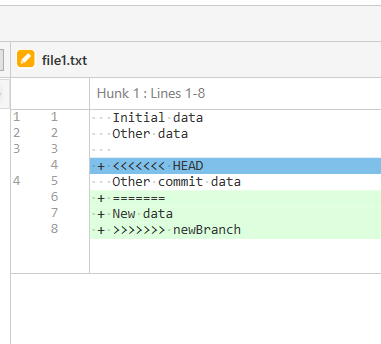 file1.txt
Hunk 1 : Lines 1-8
1 1 Initial data
2 2 Other data
3 3
4 + <<<<<<< HEAD
4 5 Other commit data
6 + =======
7 + New data
8 + >>>>>>> newBranch